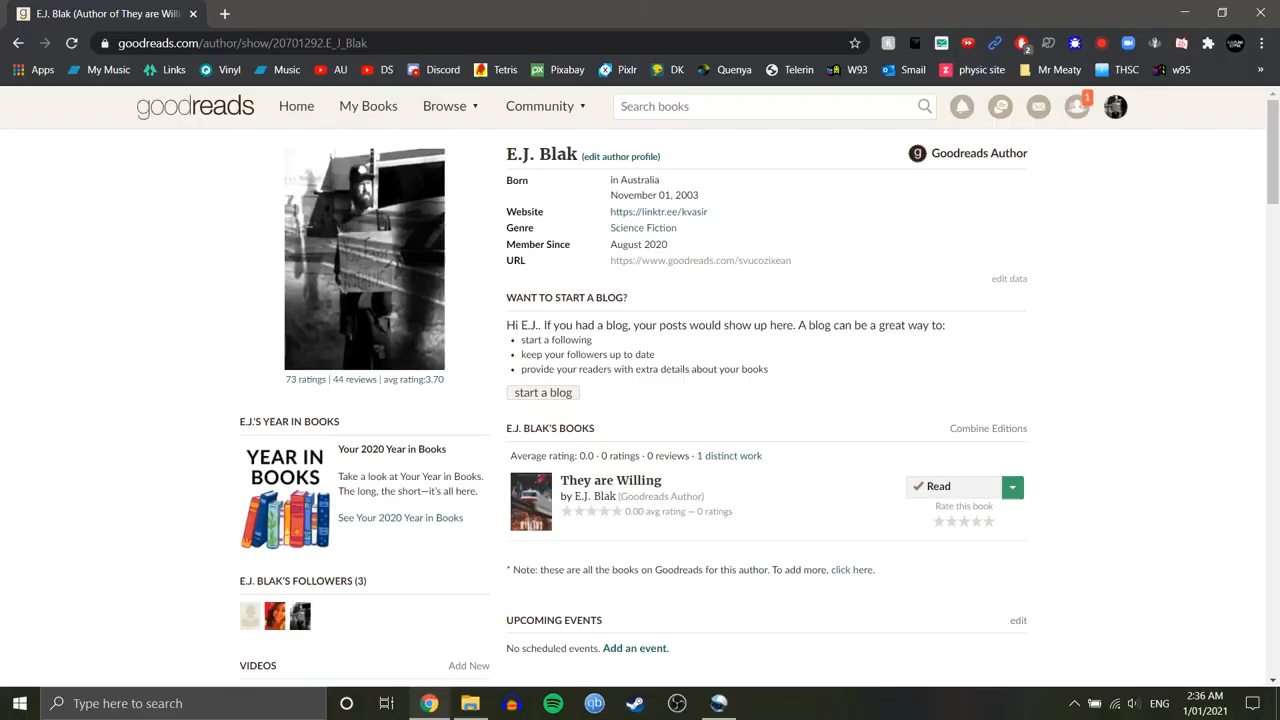 E.J. Blak (Author of They are Wi
goodreads.com/author/show/20701292.E_J_Blak
2
Apps My Music Links Vinyl Music AU DS Discord Tetris Pixabay Pixlr DK Quenya Telerin W93 Smail physic site Mr Meaty THSC w95 »
goodreads Home My Books Browse Community Search books 1
E.J. Blak (edit author profile) Goodreads Author
Born in Australia
November 01, 2003
Website https://linktr.ee/kvasir
Genre Science Fiction
Member Since August 2020
URL https://www.goodreads.com/svucozixean
edit data
WANT TO START A BLOG?
Hi E.J.. If you had a blog, your posts would show up here. A blog can be a great way to:
• start a following
• keep your followers up to date
• provide your readers with extra details about your books
start a blog
73 ratings | 44 reviews | avg rating:3.70
E.J.'S YEAR IN BOOKS
YEAR IN
BOOKS
Your 2020 Year in Books
Take a look at Your Year in Books.
The long, the short—it's all here.
See Your 2020 Year in Books
E.J. BLAK'S FOLLOWERS (3)
VIDEOS Add New
E.J. BLAK'S BOOKS Combine Editions
Average rating: 0.0 · 0 ratings · 0 reviews · 1 distinct work
They are Willing
by E.J. Blak (Goodreads Author)
0.00 avg rating — 0 ratings
Read
Rate this book
* Note: these are all the books on Goodreads for this author. To add more, click here.
UPCOMING EVENTS edit
No scheduled events. Add an event.
Type here to search
ENG
2:36 AM
1/01/2021